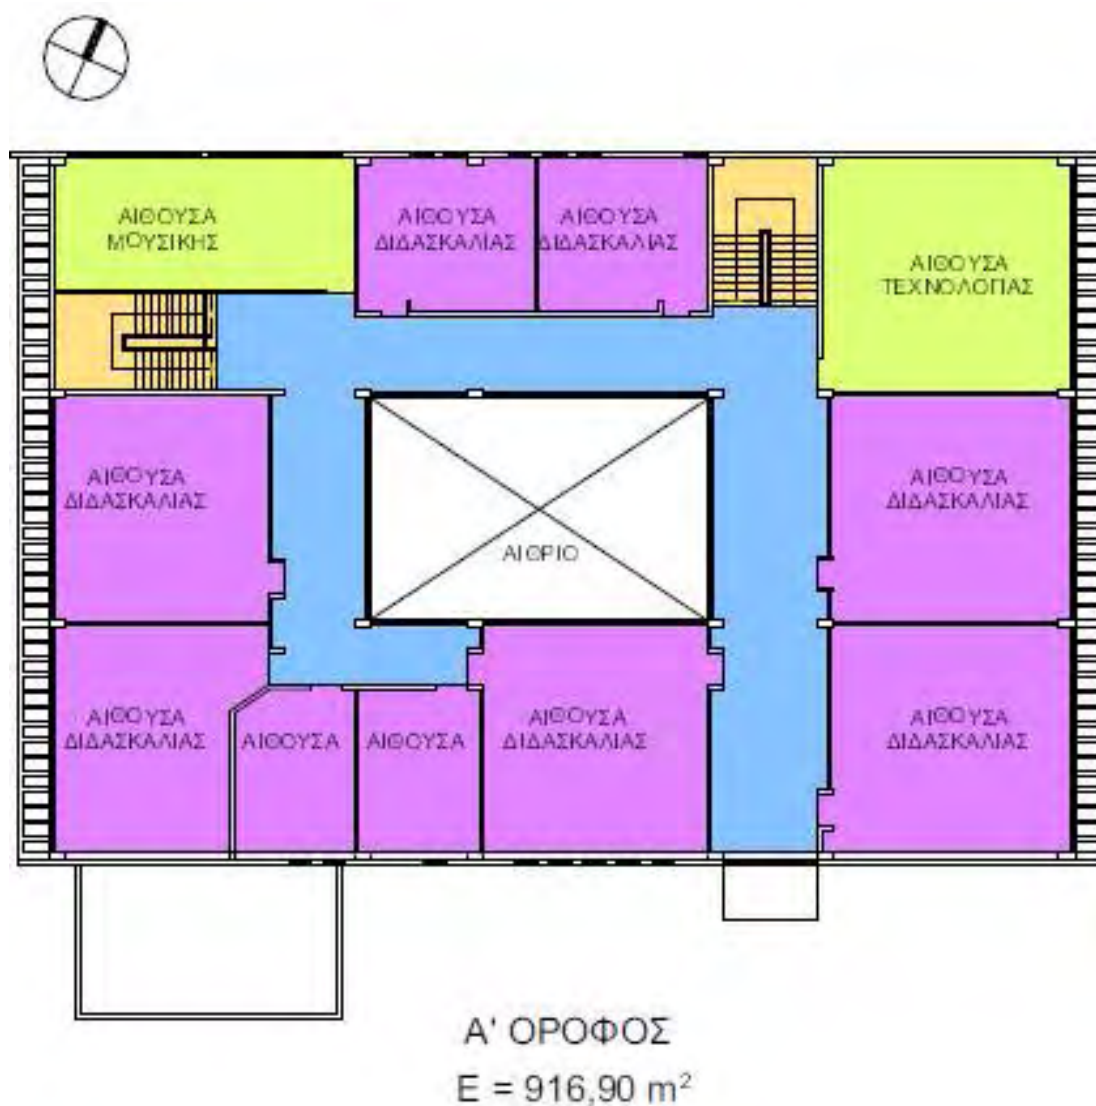 ΑΙΘΟΥΣΑ
ΜΟΥΣΙΚΗΣ
ΑΙΘΟΥΣΑ
ΔΙΔΑΣΚΑΛΙΑΣ
ΑΙΘΟΥΣΑ
ΔΙΔΑΣΚΑΛΙΑΣ
ΑΙΘΟΥΣΑ
ΤΕΧΝΟΛΟΓΙΑΣ
ΑΙΘΟΥΣΑ
ΔΙΔΑΣΚΑΛΙΑΣ
ΑΙΘΡΙΟ
ΑΙΘΟΥΣΑ
ΔΙΔΑΣΚΑΛΙΑΣ
ΑΙΘΟΥΣΑ
ΔΙΔΑΣΚΑΛΙΑΣ
ΑΙΘΟΥΣΑ
ΑΙΘΟΥΣΑ
ΑΙΘΟΥΣΑ
ΔΙΔΑΣΚΑΛΙΑΣ
ΑΙΘΟΥΣΑ
ΔΙΔΑΣΚΑΛΙΑΣ
Α' ΟΡΟΦΟΣ
Ε = 916,90 m²